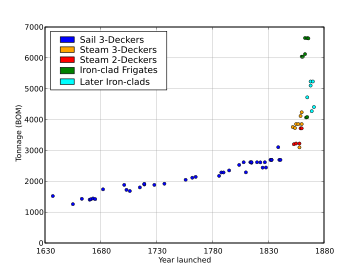 7000
6000
5000
4000
3000
2000
1000
0
Tonnage (BOM)
Sail 3-Deckers
Steam 3-Deckers
Steam 2-Deckers
Iron-clad Frigates
Later Iron-clads
1630 1680 1730 1780 1830 1880
Year launched